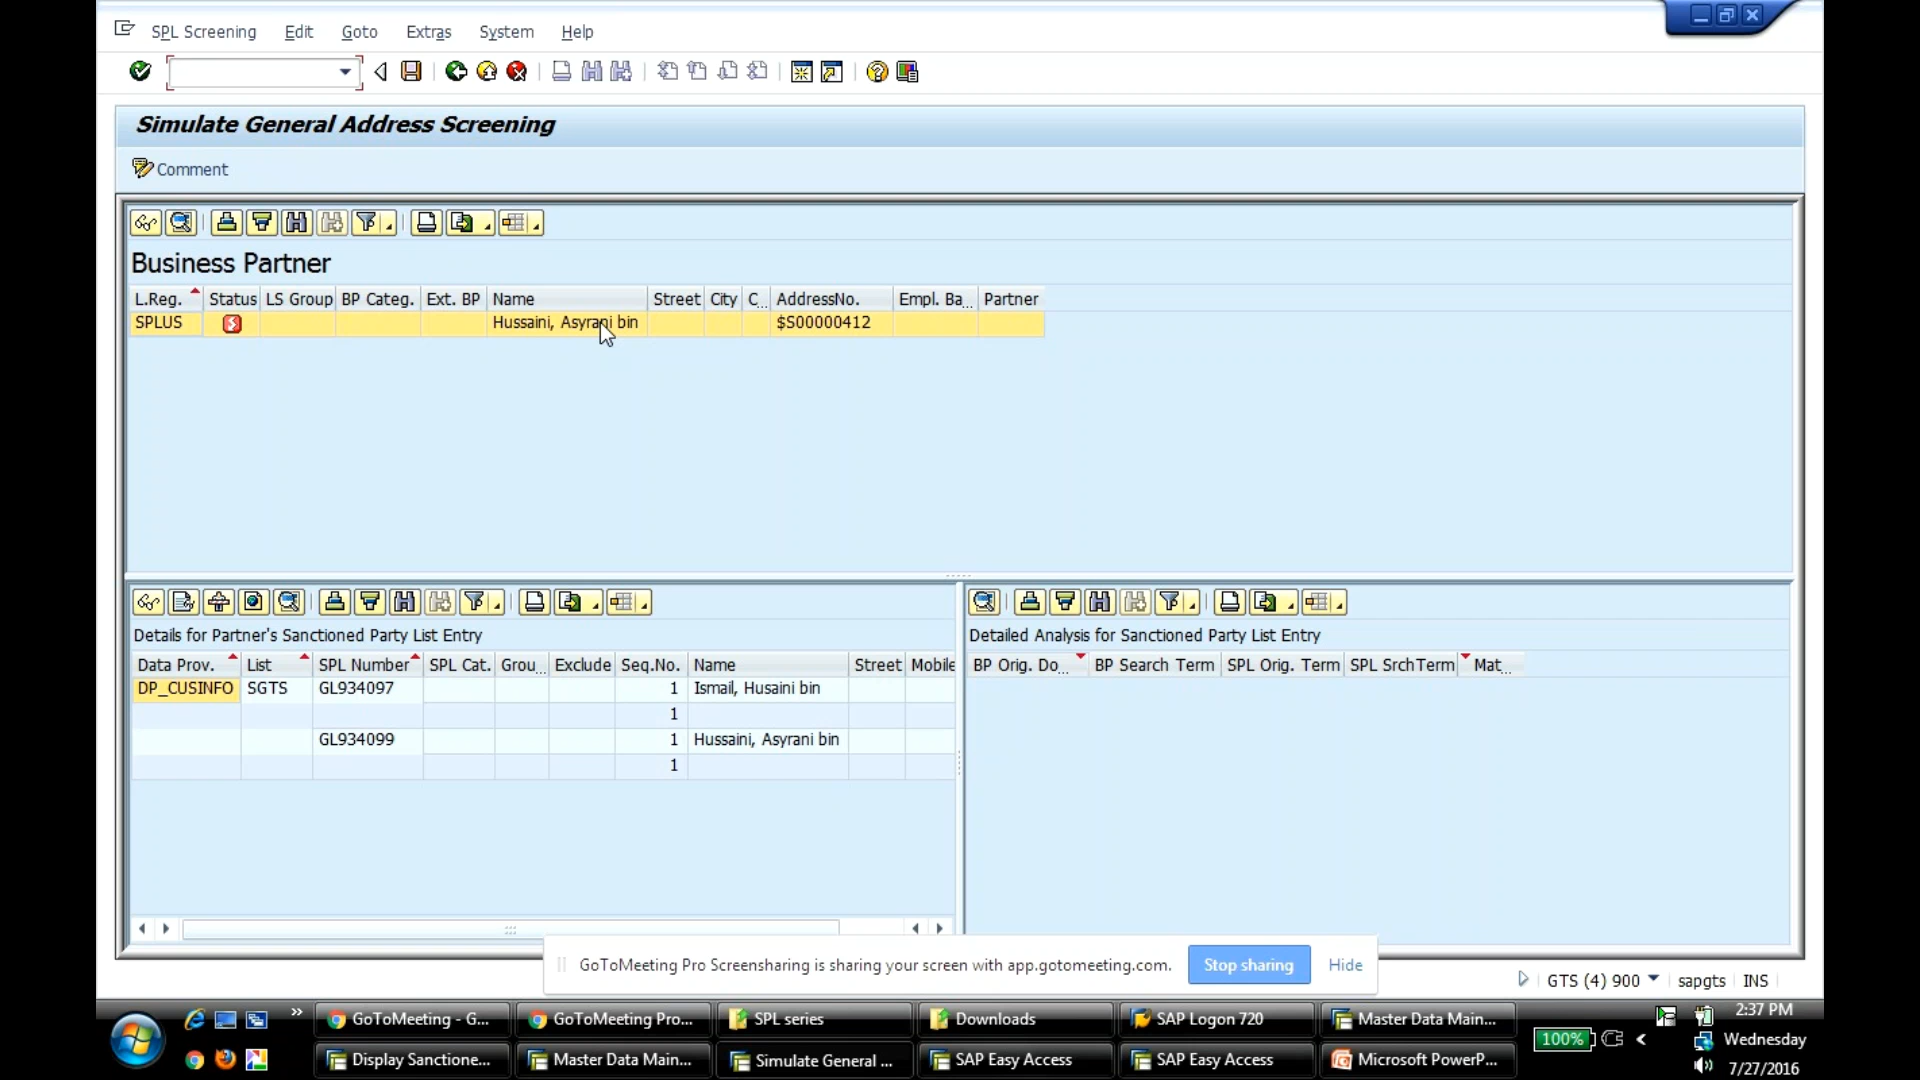 SPL Screening Edit Goto Extras System Help
Simulate General Address Screening
Comment
Business Partner
L.Reg. Status LS Group BP Categ. Ext. BP Name Street City C... AddressNo. Empl. Ba... Partner
SPLUS Hussaini, Asyrani bin $S00000412
Details for Partner's Sanctioned Party List Entry
Data Prov. List SPL Number SPL Cat. Grou... Exclude Seq.No. Name Street Mobile
DP_CUSINFO SGTS GL934097 1 Ismail, Husaini bin
1
GL934099 1 Hussaini, Asyrani bin
1
Detailed Analysis for Sanctioned Party List Entry
BP Orig. Do... BP Search Term SPL Orig. Term SPL SrchTerm Mat...
GoToMeeting Pro Screensharing is sharing your screen with app.gotomeeting.com. Stop sharing Hide
GTS (4) 900 sapgts INS
GoToMeeting - G... GoToMeeting Pro... SPL series Downloads SAP Logon 720 Master Data Main...
Display Sanctione... Master Data Main... Simulate General ... SAP Easy Access SAP Easy Access Microsoft PowerP...
100%
2:37 PM
Wednesday
7/27/2016